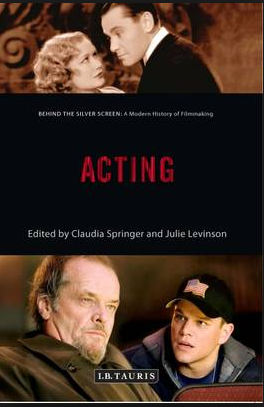 BEHIND THE SILVER SCREEN: A Modern History of Filmmaking
ACTING
Edited by Claudia Springer and Julie Levinson
I.B.TAURIS